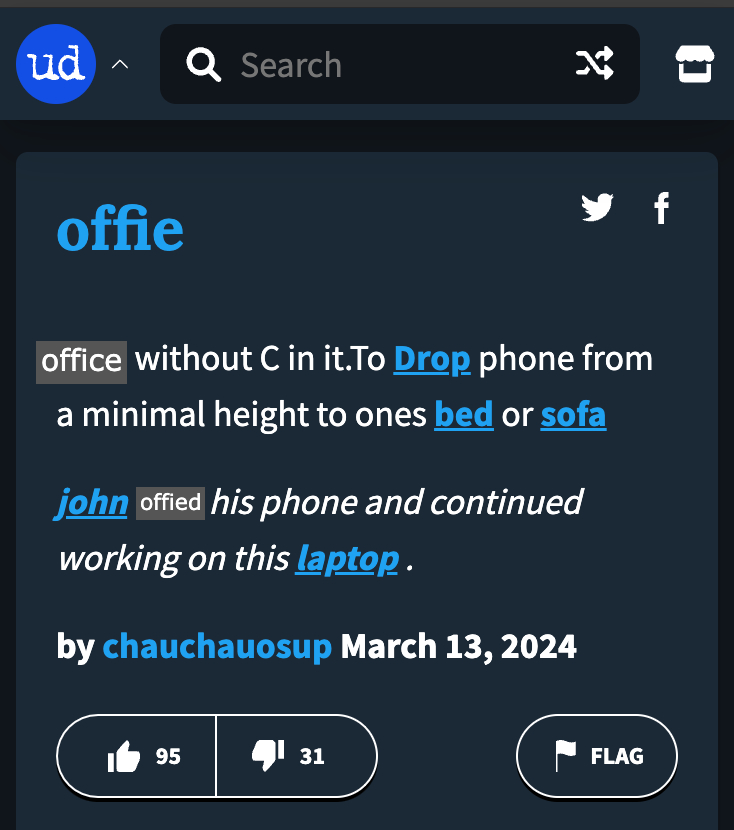 ud Search
offie
office without C in it.To Drop phone from
a minimal height to ones bed or sofa
john offied his phone and continued
working on this laptop .
by chauchauosup March 13, 2024
95 31 FLAG